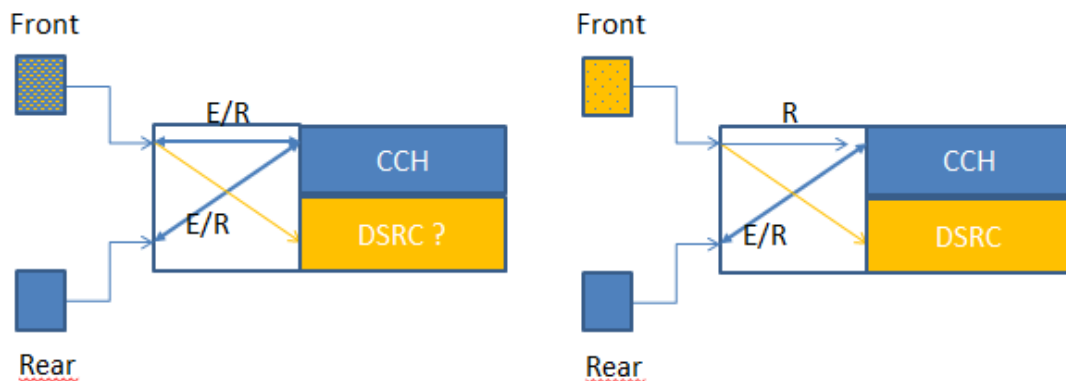 Front
E/R
CCH
E/R
DSRC ?
Rear
Front
R
CCH
E/R
DSRC
Rear